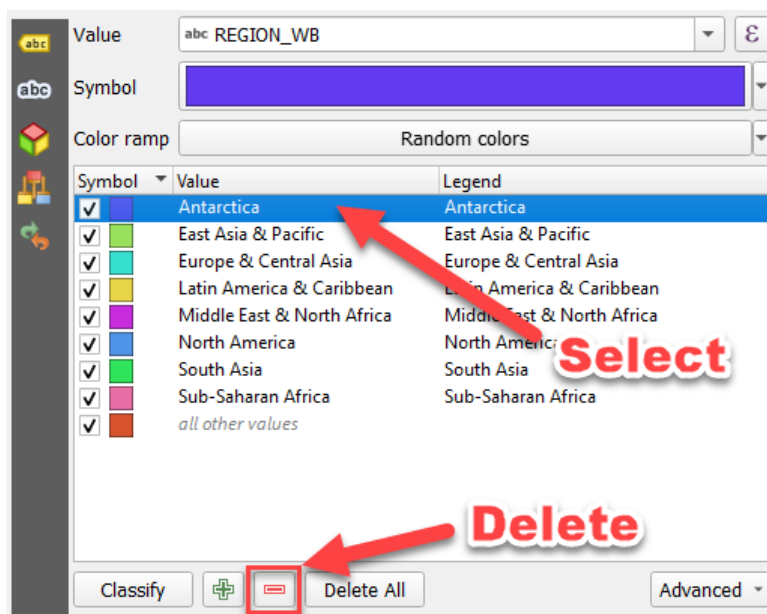 abc Value abc REGION_WB ε
abc Symbol
Color ramp Random colors
Symbol Value Legend
Antarctica Antarctica
East Asia & Pacific East Asia & Pacific
Europe & Central Asia Europe & Central Asia
Latin America & Caribbean Latin America & Caribbean
Middle East & North Africa Middle East & North Africa
North America North America
Select
South Asia South Asia
Sub-Saharan Africa Sub-Saharan Africa
all other values
Delete
Classify Delete All Advanced